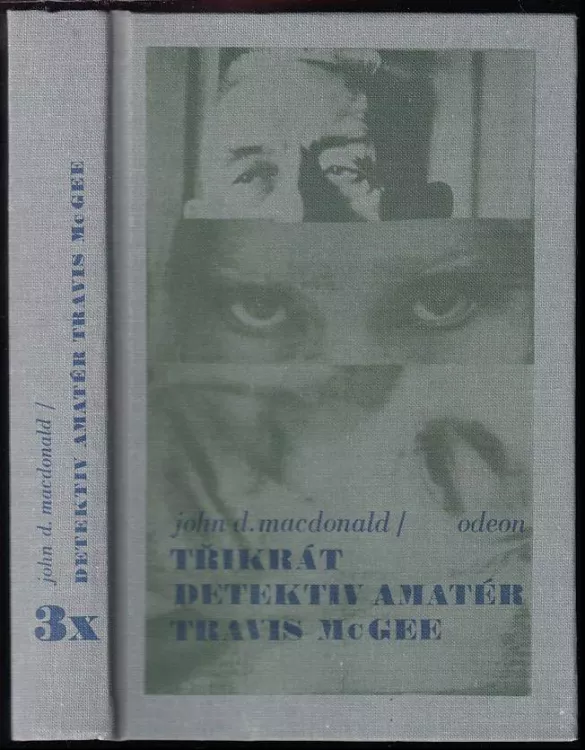 john d. macdonald /
DETEKTIV AMATÉR TRAVIS McGEE
3x
john d. macdonald / odeon
TŘIKRÁT
DETEKTIV AMATÉR
TRAVIS McGEE